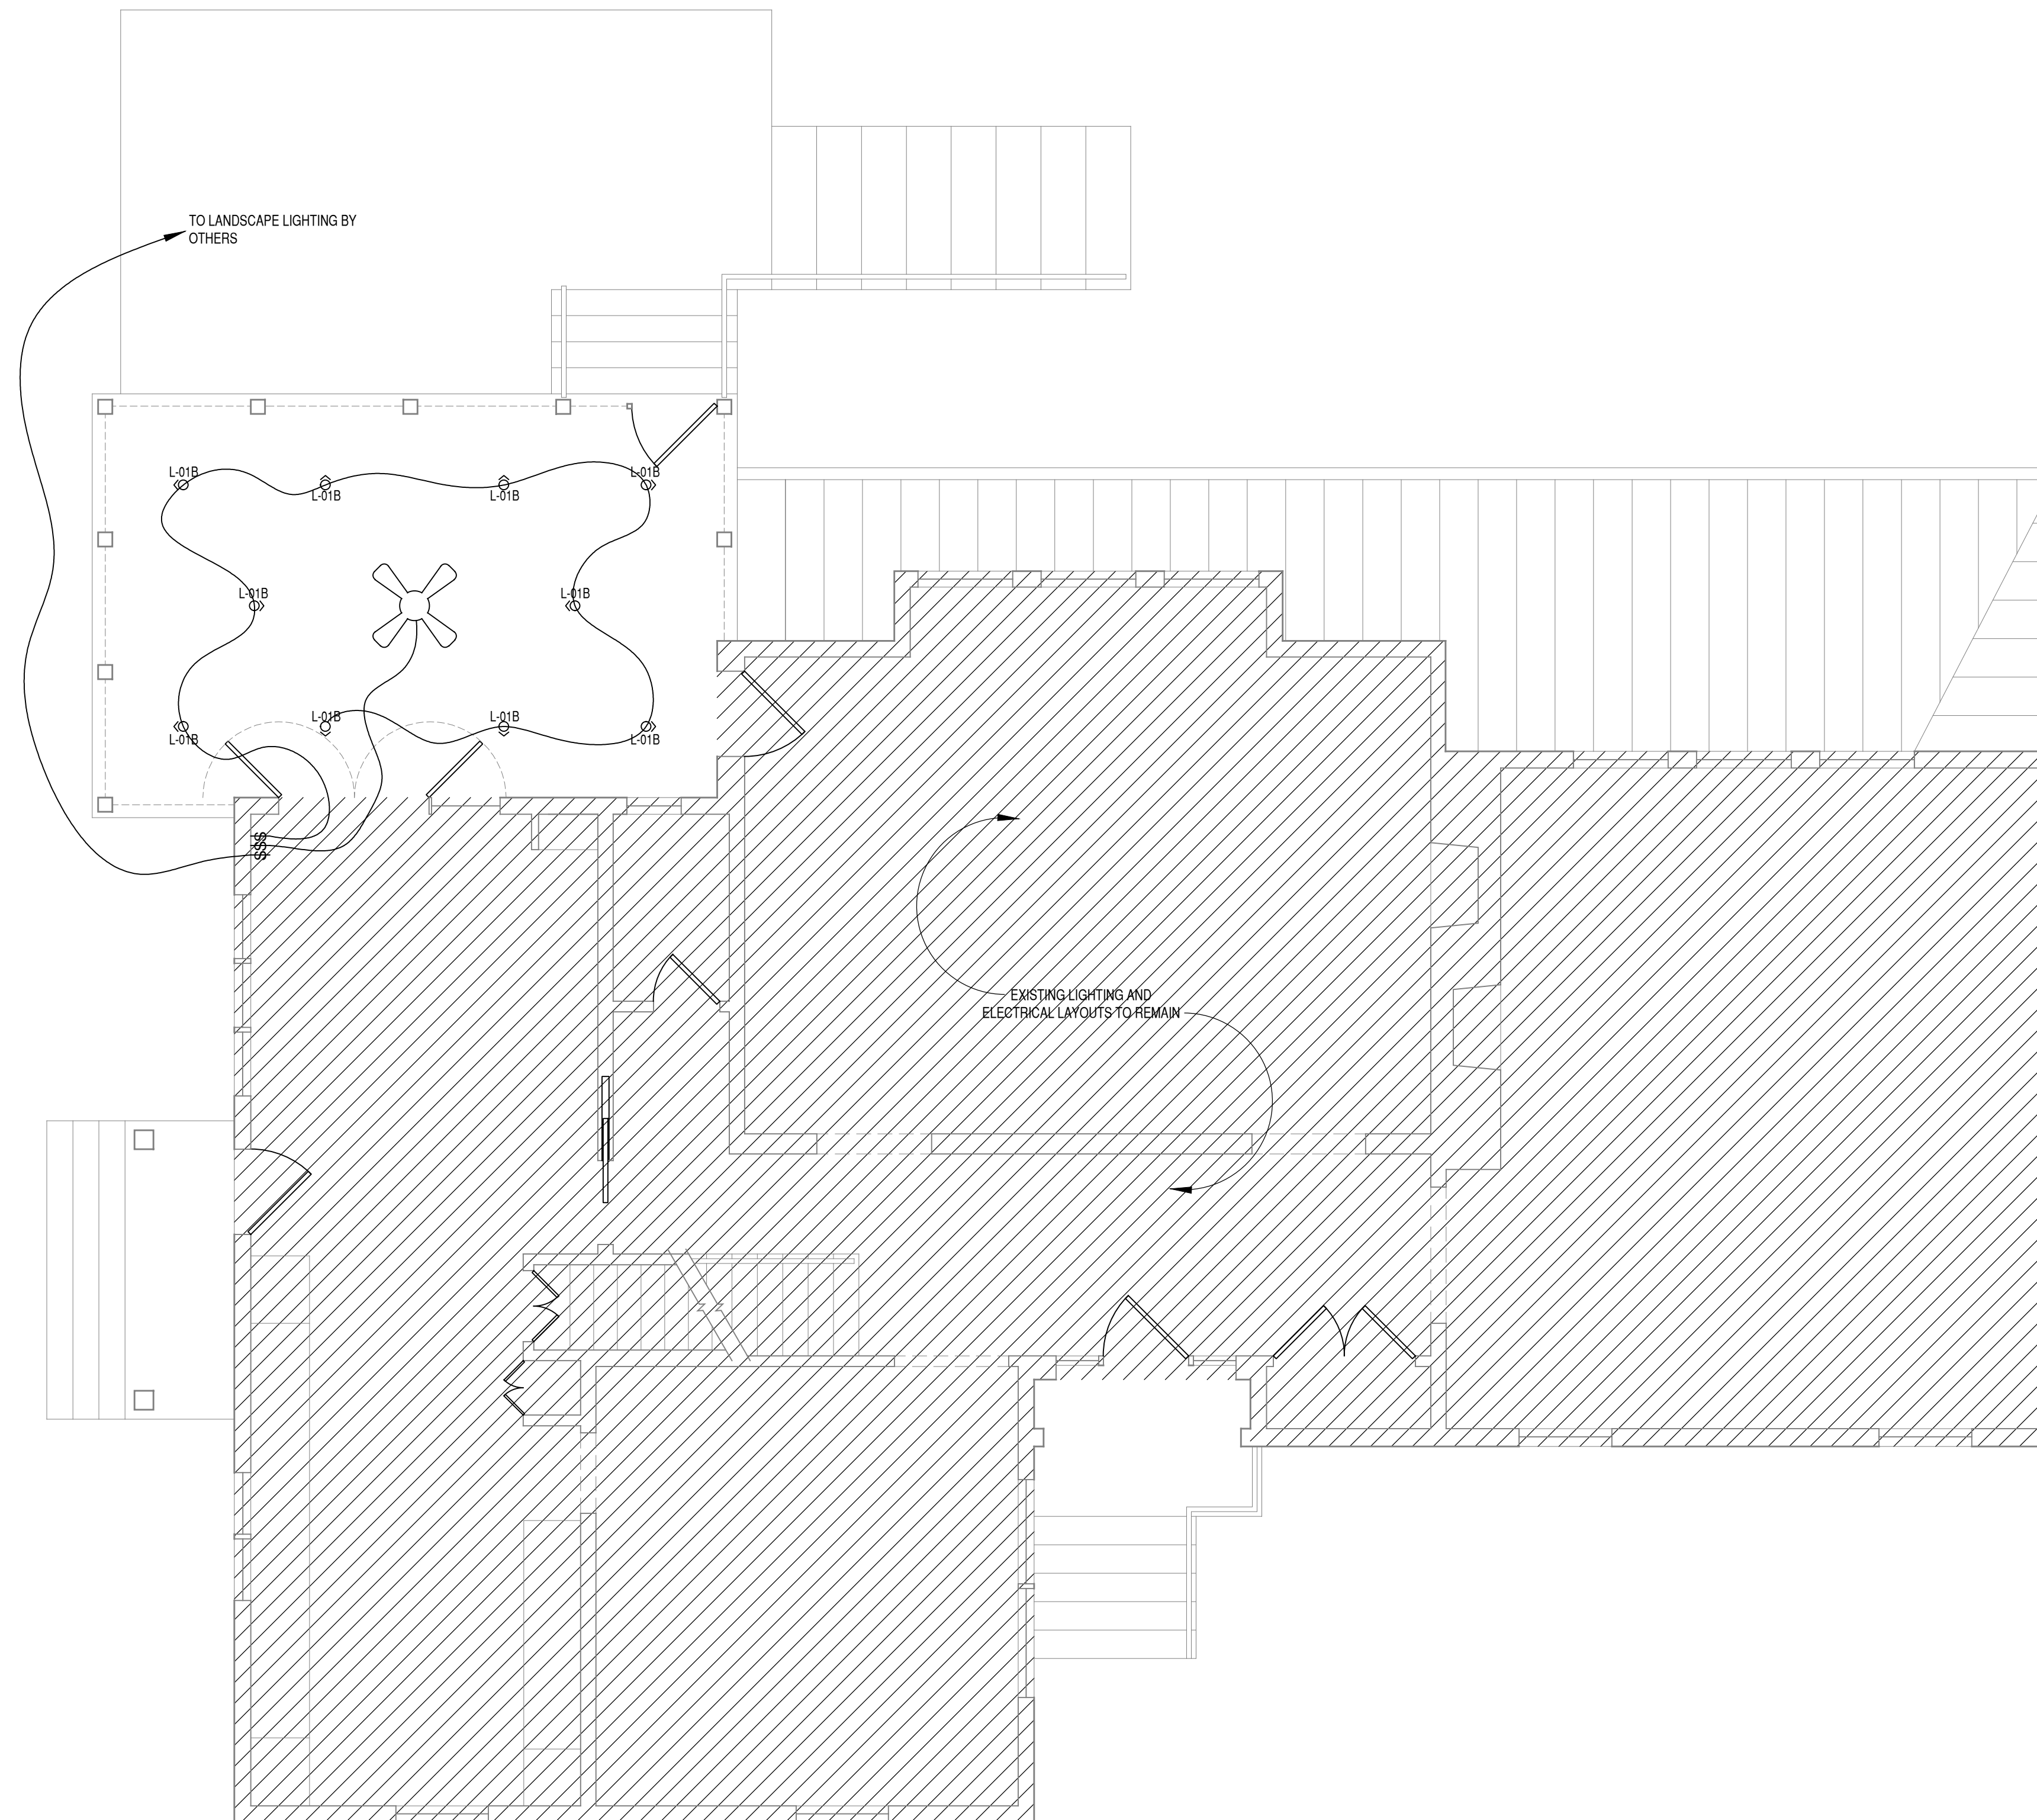 TO LANDSCAPE LIGHTING BY
OTHERS
L-01B
L-01B
L-01B
L-01B
L-01B
L-01B
L-01B
L-01B
L-01B
L-01B
SSS
EXISTING LIGHTING AND
ELECTRICAL LAYOUTS TO REMAIN